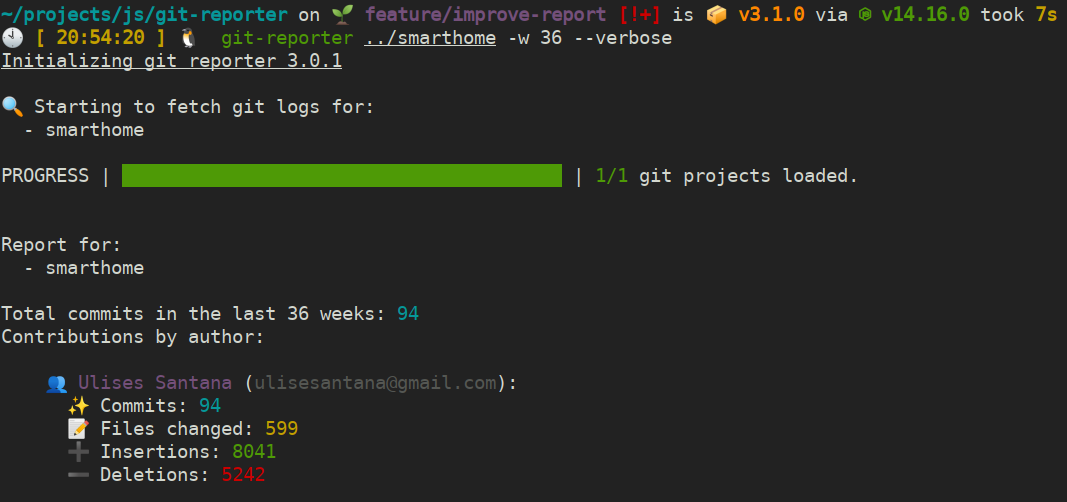 ~/projects/js/git-reporter on 🌱 feature/improve-report [!+] is 📦 v3.1.0 via ⬢ v14.16.0 took 7s
🕙 [ 20:54:20 ] 🐧 git-reporter ../smarthome -w 36 --verbose
Initializing git reporter 3.0.1
🔍 Starting to fetch git logs for:
- smarthome
PROGRESS | | 1/1 git projects loaded.
Report for:
- smarthome
Total commits in the last 36 weeks: 94
Contributions by author:
👥 Ulises Santana (ulisesantana@gmail.com):
✨ Commits: 94
📝 Files changed: 599
➕ Insertions: 8041
➖ Deletions: 5242